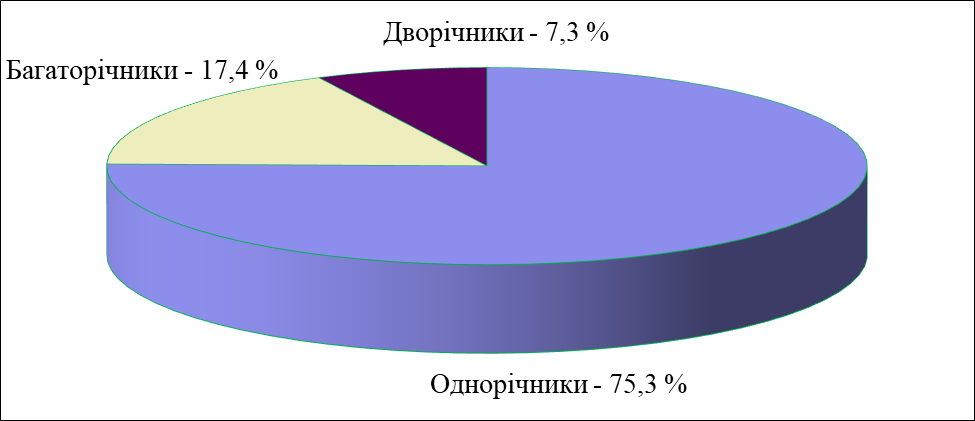 Дворічники - 7,3 %
Багаторічники - 17,4 %
Однорічники - 75,3 %